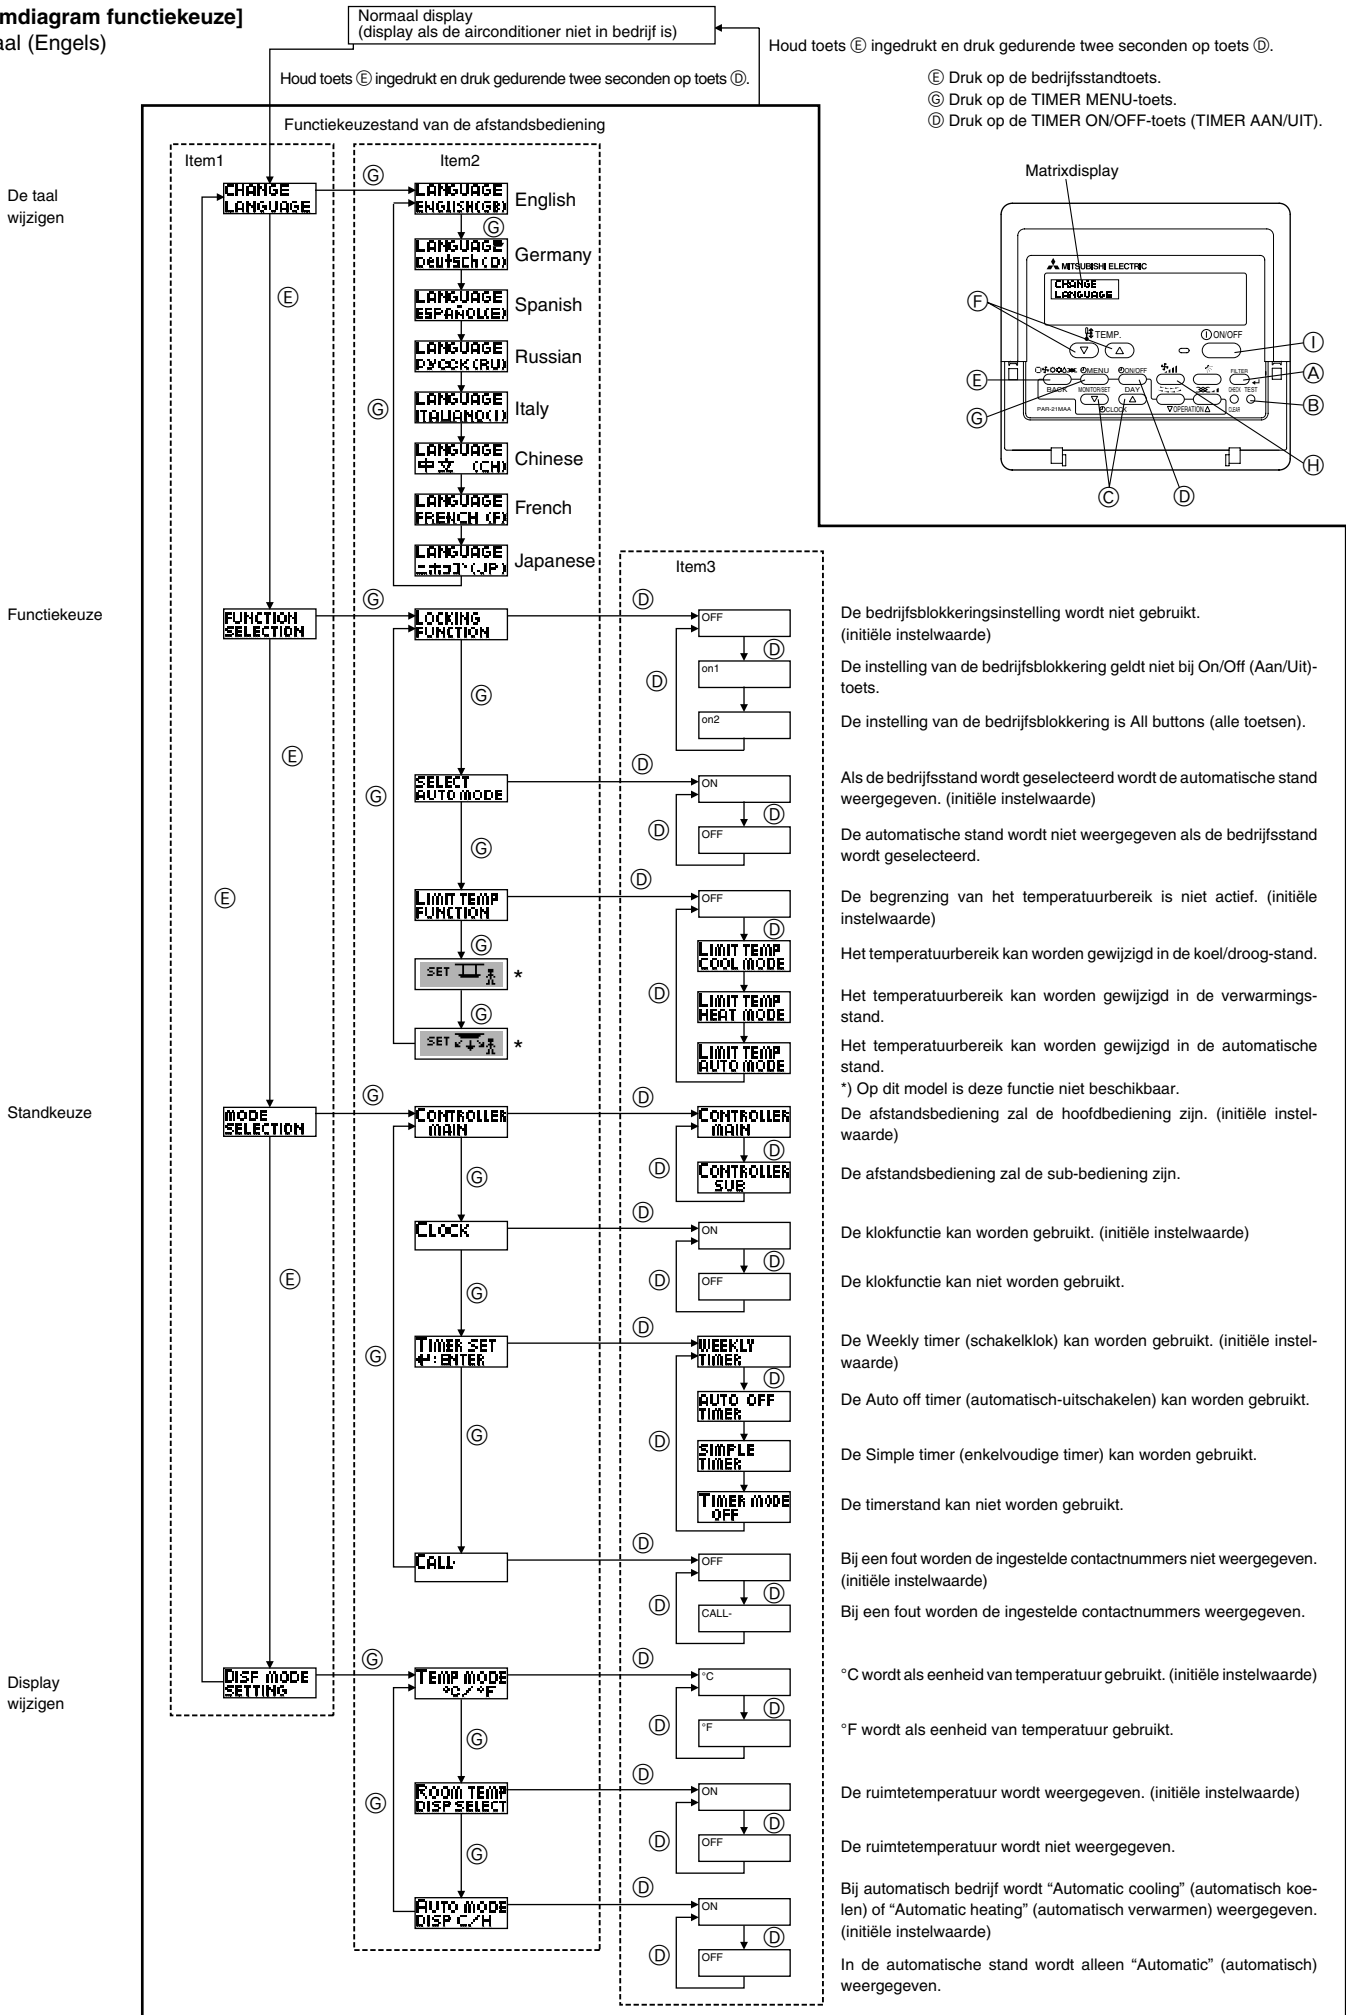 mdiagram functiekeuze]
aal (Engels)
Normaal display
(display als de airconditioner niet in bedrijf is)
Houd toets Ⓔ ingedrukt en druk gedurende twee seconden op toets Ⓓ.
Houd toets Ⓔ ingedrukt en druk gedurende twee seconden op toets Ⓓ.
Ⓔ Druk op de bedrijfsstandtoets.
Ⓖ Druk op de TIMER MENU-toets.
Ⓓ Druk op de TIMER ON/OFF-toets (TIMER AAN/UIT).
Functiekeuzestand van de afstandsbediening
Item1
Item2
Matrixdisplay
MITSUBISHI ELECTRIC
CHANGE
LANGUAGE
TEMP.
ON/OFF
MENU
ON/OFF
FILTER
BACK
MONITOR/SET
DAY
CHECK
TEST
PAR-21MAA
CLOCK
OPERATION
CLEAR
Ⓕ
Ⓔ
Ⓖ
Ⓒ
Ⓓ
Ⓗ
Ⓘ
Ⓐ
Ⓑ
De taal
wijzigen
CHANGE
LANGUAGE
Ⓖ
LANGUAGE
ENGLISH(GB)
English
Ⓖ
LANGUAGE
Deutsch(D)
Germany
Ⓔ
LANGUAGE
ESPAÑOL(E)
Spanish
LANGUAGE
РУССК(RU)
Russian
Ⓖ
LANGUAGE
ITALIANO(I)
Italy
LANGUAGE
中文 (CH)
Chinese
LANGUAGE
FRENCH (F)
French
LANGUAGE
ニホンゴ(JP)
Japanese
Item3
Functiekeuze
FUNCTION
SELECTION
Ⓖ
LOCKING
FUNCTION
Ⓓ
OFF
De bedrijfsblokkeringsinstelling wordt niet gebruikt.
(initiële instelwaarde)
Ⓓ
Ⓓ
on1
De instelling van de bedrijfsblokkering geldt niet bij On/Off (Aan/Uit)-
toets.
Ⓖ
on2
De instelling van de bedrijfsblokkering is All buttons (alle toetsen).
Ⓔ
Ⓖ
SELECT
AUTO MODE
Ⓓ
ON
Als de bedrijfsstand wordt geselecteerd wordt de automatische stand
weergegeven. (initiële instelwaarde)
Ⓓ
Ⓓ
OFF
De automatische stand wordt niet weergegeven als de bedrijfsstand
wordt geselecteerd.
Ⓖ
Ⓔ
LIMIT TEMP
FUNCTION
Ⓓ
OFF
De begrenzing van het temperatuurbereik is niet actief. (initiële
instelwaarde)
Ⓖ
Ⓓ
LIMIT TEMP
COOL MODE
Het temperatuurbereik kan worden gewijzigd in de koel/droog-stand.
SET
*
Ⓓ
LIMIT TEMP
HEAT MODE
Het temperatuurbereik kan worden gewijzigd in de verwarmings-
stand.
Ⓖ
SET
*
LIMIT TEMP
AUTO MODE
Het temperatuurbereik kan worden gewijzigd in de automatische
stand.
*) Op dit model is deze functie niet beschikbaar.
Standkeuze
MODE
SELECTION
Ⓖ
CONTROLLER
MAIN
Ⓓ
CONTROLLER
MAIN
De afstandsbediening zal de hoofdbediening zijn. (initiële instel-
waarde)
Ⓖ
Ⓓ
Ⓓ
CONTROLLER
SUB
De afstandsbediening zal de sub-bediening zijn.
CLOCK
Ⓓ
ON
De klokfunctie kan worden gebruikt. (initiële instelwaarde)
Ⓔ
Ⓖ
Ⓓ
Ⓓ
OFF
De klokfunctie kan niet worden gebruikt.
Ⓖ
TIMER SET
↵:ENTER
Ⓓ
WEEKLY
TIMER
De Weekly timer (schakelklok) kan worden gebruikt. (initiële instel-
waarde)
Ⓓ
AUTO OFF
TIMER
De Auto off timer (automatisch-uitschakelen) kan worden gebruikt.
Ⓖ
Ⓓ
SIMPLE
TIMER
De Simple timer (enkelvoudige timer) kan worden gebruikt.
TIMER MODE
OFF
De timerstand kan niet worden gebruikt.
CALL-
Ⓓ
OFF
Bij een fout worden de ingestelde contactnummers niet weergegeven.
(initiële instelwaarde)
Ⓓ
Ⓓ
CALL-
Bij een fout worden de ingestelde contactnummers weergegeven.
Display
wijzigen
DISP MODE
SETTING
Ⓖ
TEMP MODE
°C/°F
Ⓓ
°C
°C wordt als eenheid van temperatuur gebruikt. (initiële instelwaarde)
Ⓖ
Ⓓ
Ⓓ
°F
°F wordt als eenheid van temperatuur gebruikt.
Ⓖ
ROOM TEMP
DISP SELECT
Ⓓ
ON
De ruimtetemperatuur wordt weergegeven. (initiële instelwaarde)
Ⓖ
Ⓓ
Ⓓ
OFF
De ruimtetemperatuur wordt niet weergegeven.
AUTO MODE
DISP C/H
Ⓓ
ON
Bij automatisch bedrijf wordt “Automatic cooling” (automatisch koe-
len) of “Automatic heating” (automatisch verwarmen) weergegeven.
(initiële instelwaarde)
Ⓓ
Ⓓ
OFF
In de automatische stand wordt alleen “Automatic” (automatisch)
weergegeven.